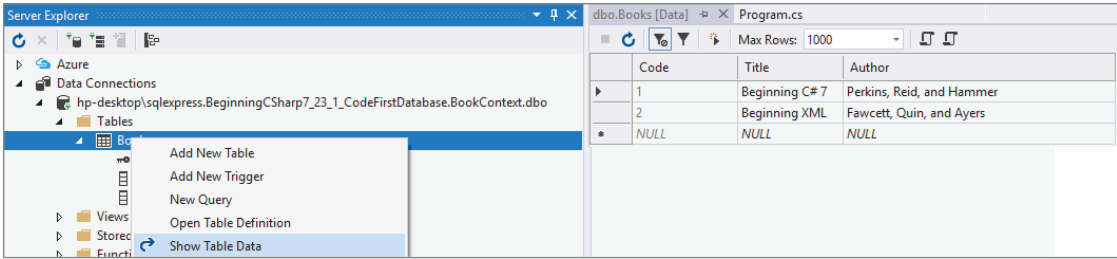 Server Explorer
Azure
Data Connections
hp-desktop\sqlexpress.BeginningCSharp7_23_1_CodeFirstDatabase.BookContext.dbo
Tables
Add New Table
Add New Trigger
New Query
Views
Open Table Definition
Show Table Data
dbo.Books [Data] Program.cs
Max Rows: 1000
Code Title Author
1 Beginning C# 7 Perkins, Reid, and Hammer
2 Beginning XML Fawcett, Quin, and Ayers
NULL NULL NULL